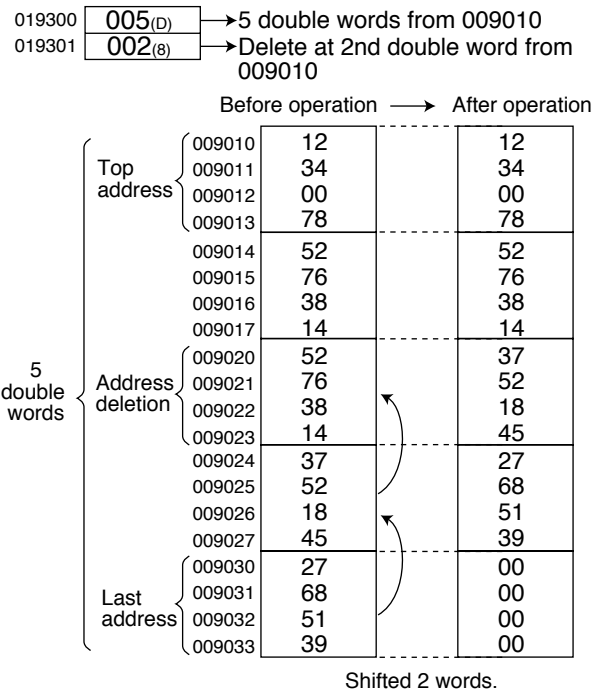 019300 005(D) 5 double words from 009010
019301 002(8) Delete at 2nd double word from
009010
Before operation After operation
009010 12 12
Top 009011 34 34
address 009012 00 00
009013 78 78
009014 52 52
009015 76 76
009016 38 38
009017 14 14
5 009020 52 37
double Address 009021 76 52
words deletion 009022 38 18
009023 14 45
009024 37 27
009025 52 68
009026 18 51
009027 45 39
009030 27 00
Last 009031 68 00
address 009032 51 00
009033 39 00
Shifted 2 words.